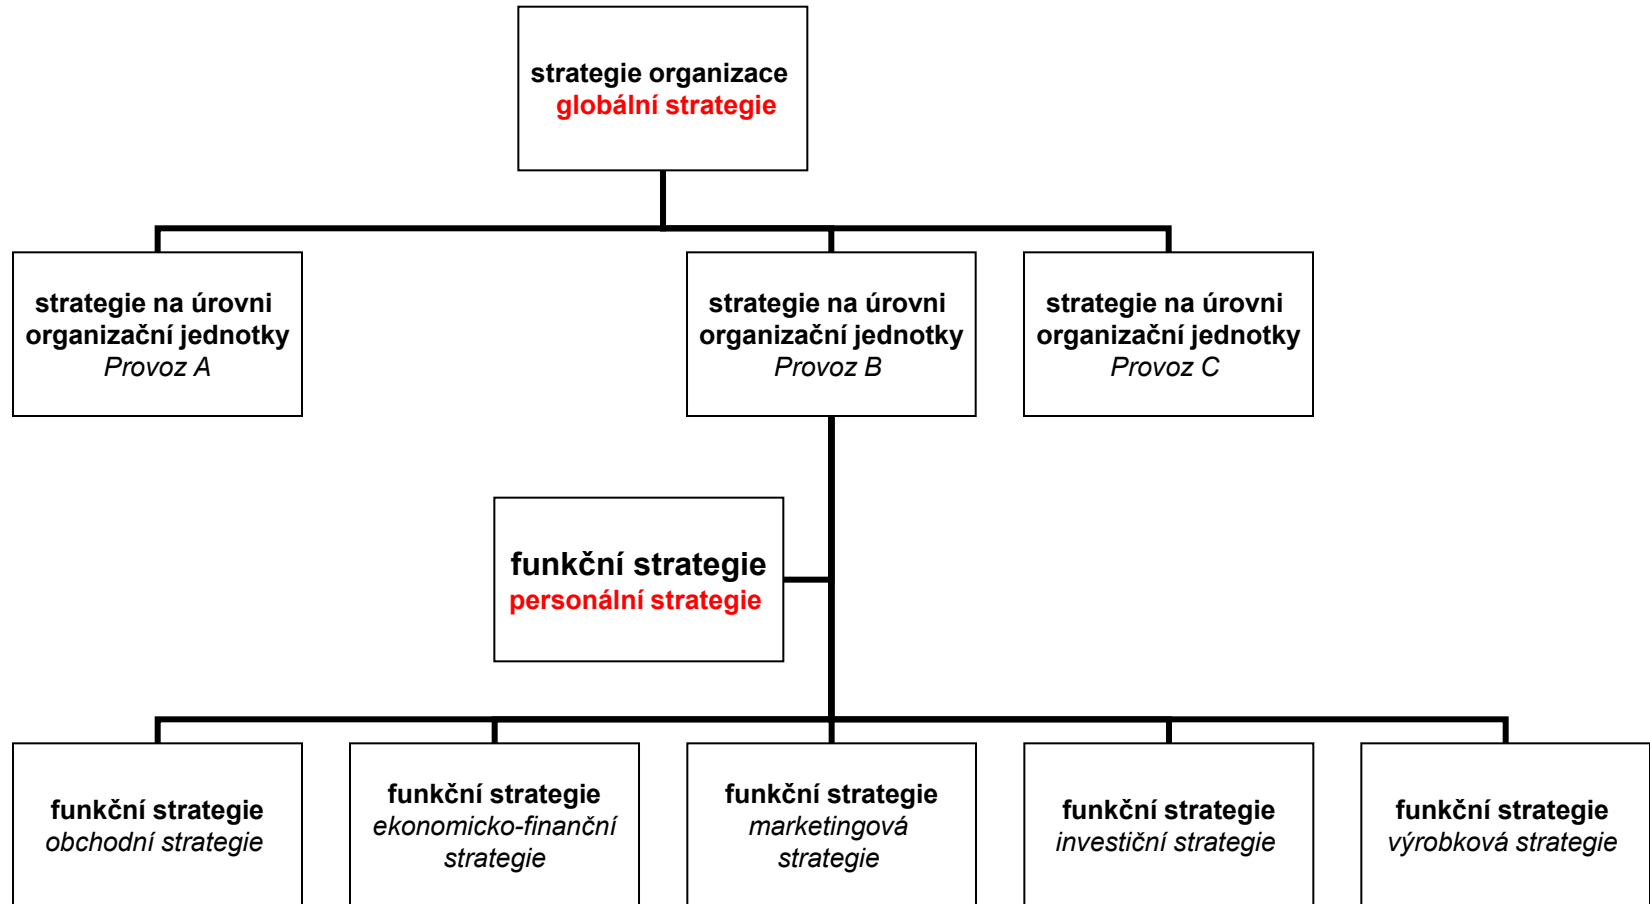 strategie organizace
globální strategie
strategie na úrovni
organizační jednotky
Provoz A
strategie na úrovni
organizační jednotky
Provoz B
strategie na úrovni
organizační jednotky
Provoz C
funkční strategie
personální strategie
funkční strategie
obchodní strategie
funkční strategie
ekonomicko-finanční
strategie
funkční strategie
marketingová
strategie
funkční strategie
investiční strategie
funkční strategie
výrobková strategie